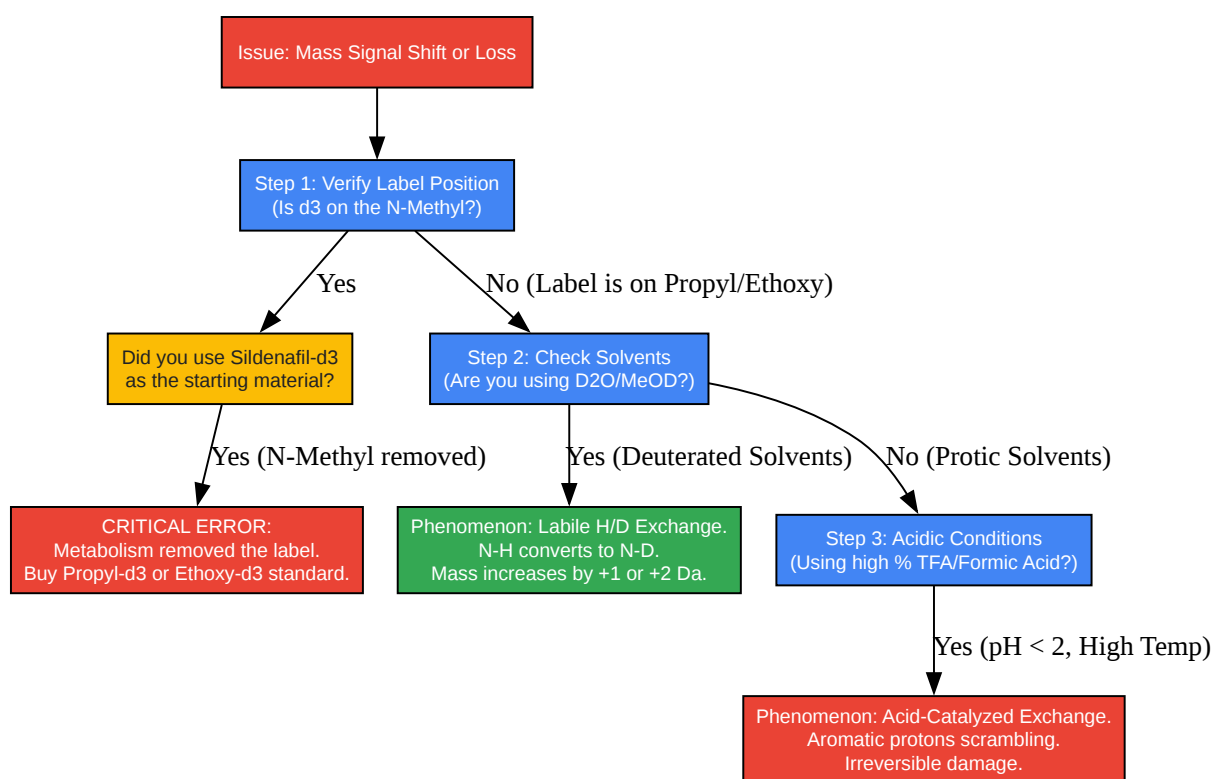 Issue: Mass Signal Shift or Loss
Step 1: Verify Label Position
(Is d3 on the N-Methyl?)
Yes
No (Label is on Propyl/Ethoxy)
Did you use Sildenafil-d3
as the starting material?
Step 2: Check Solvents
(Are you using D2O/MeOD?)
Yes (N-Methyl removed)
Yes (Deuterated Solvents)
No (Protic Solvents)
CRITICAL ERROR:
Metabolism removed the label.
Buy Propyl-d3 or Ethoxy-d3 standard.
Phenomenon: Labile H/D Exchange.
N-H converts to N-D.
Mass increases by +1 or +2 Da.
Step 3: Acidic Conditions
(Using high % TFA/Formic Acid?)
Yes (pH < 2, High Temp)
Phenomenon: Acid-Catalyzed Exchange.
Aromatic protons scrambling.
Irreversible damage.